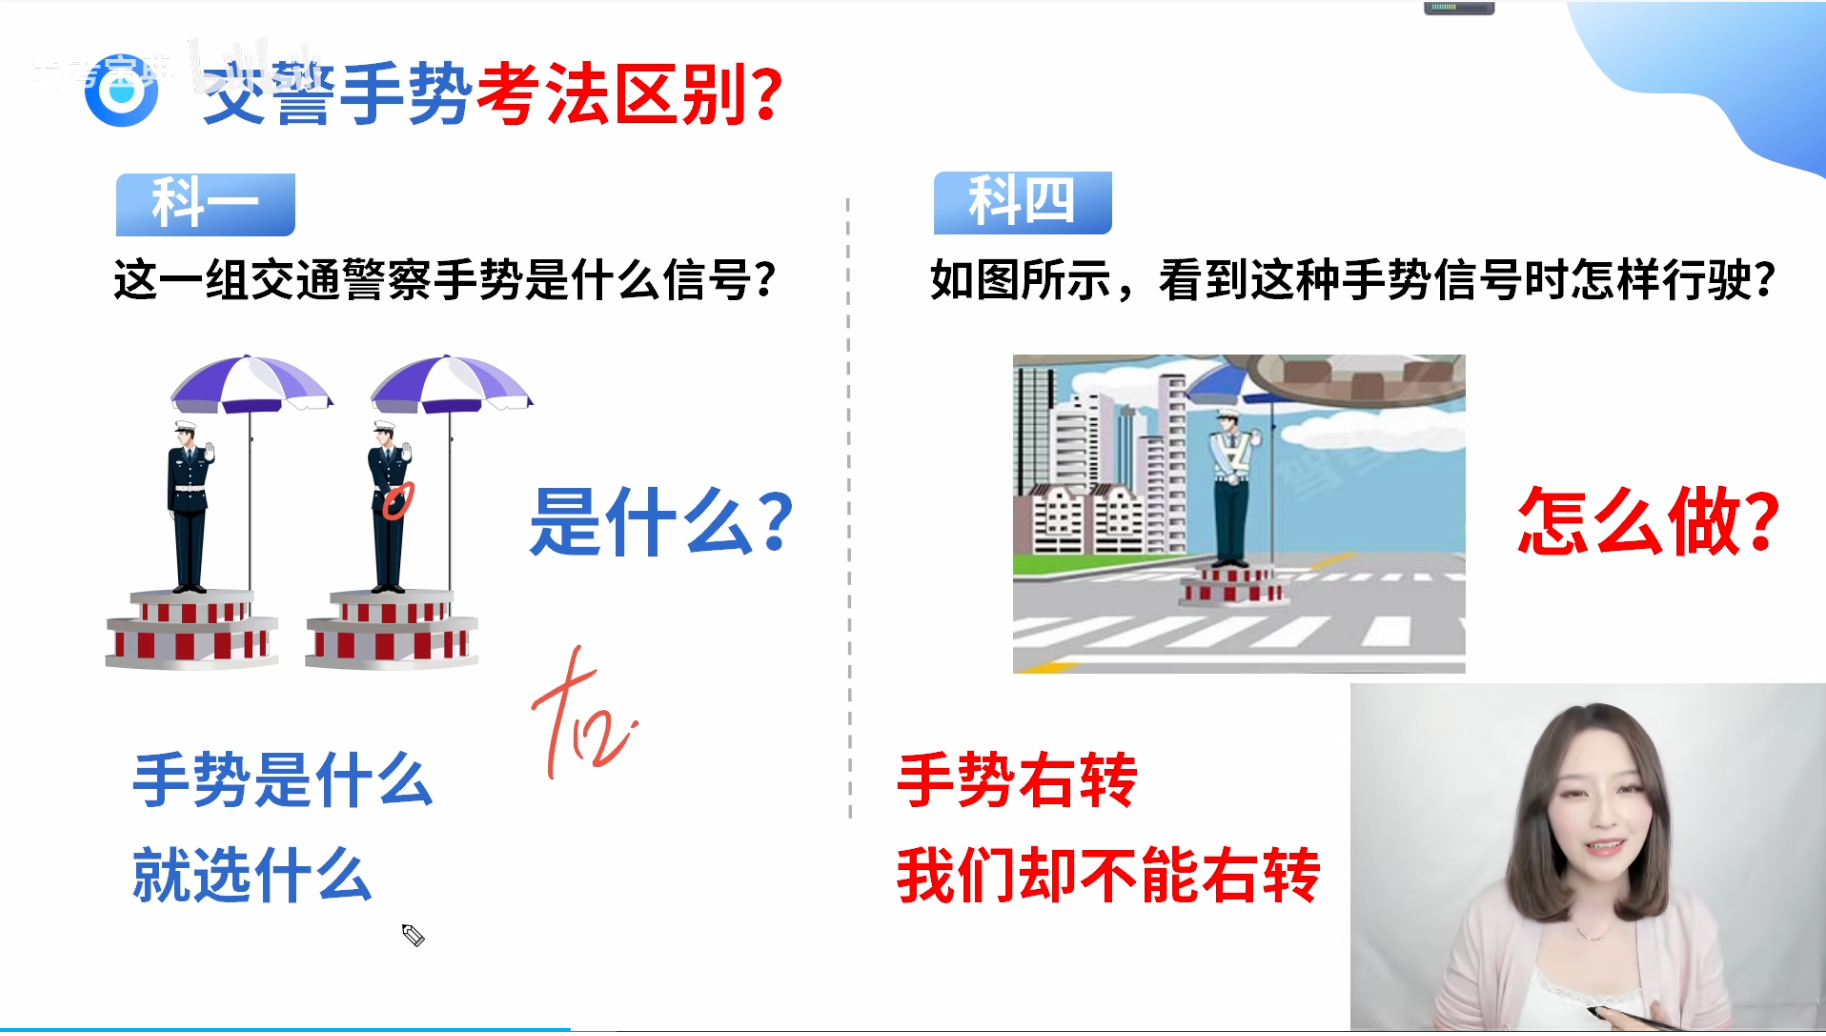 交警手势考法区别?
科一
这一组交通警察手势是什么信号?
是什么?
手势是什么
就选什么
科四
如图所示，看到这种手势信号时怎样行驶?
怎么做?
手势右转
我们却不能右转